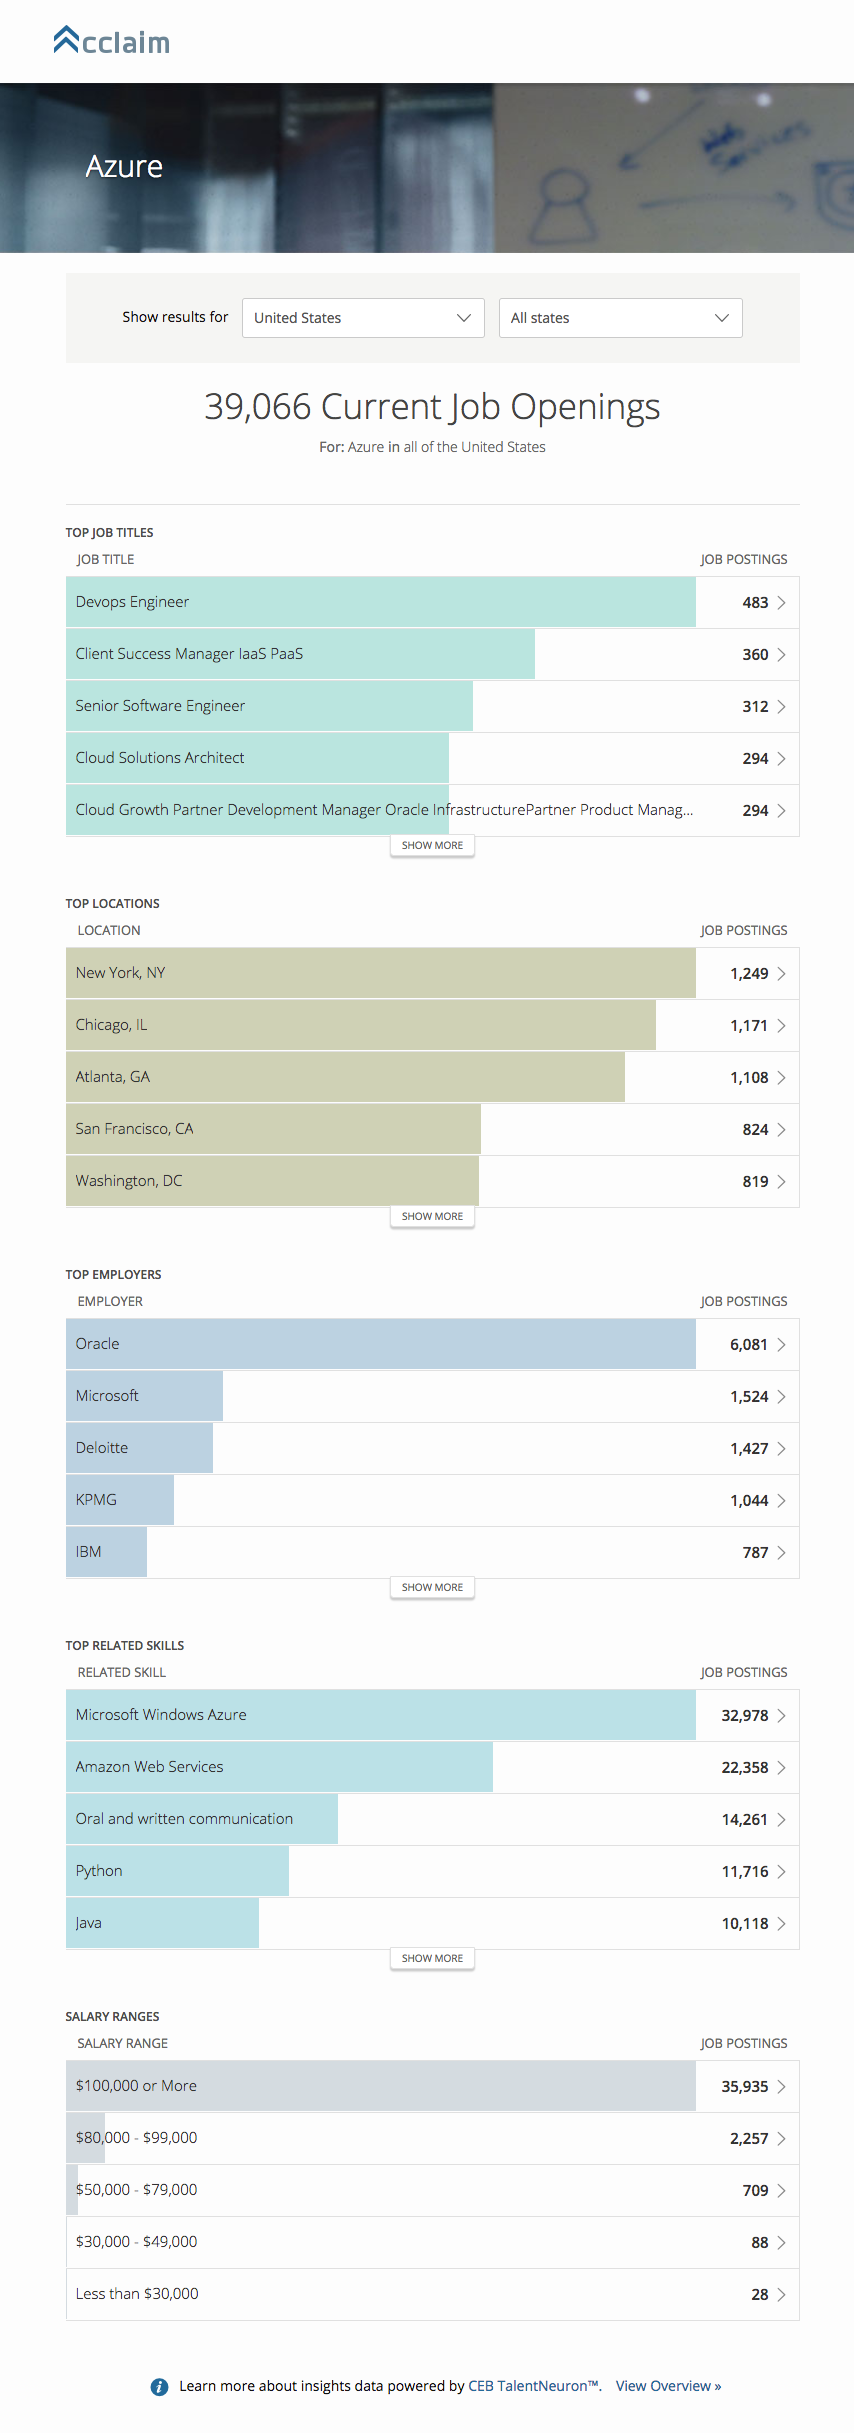 Acclaim
Web
Services
Azure
Show results for United States All states
39,066 Current Job Openings
For: Azure in all of the United States
TOP JOB TITLES
JOB TITLE JOB POSTINGS
Devops Engineer 483
Client Success Manager IaaS PaaS 360
Senior Software Engineer 312
Cloud Solutions Architect 294
Cloud Growth Partner Development Manager Oracle InfrastructurePartner Product Manag... 294
SHOW MORE
TOP LOCATIONS
LOCATION JOB POSTINGS
New York, NY 1,249
Chicago, IL 1,171
Atlanta, GA 1,108
San Francisco, CA 824
Washington, DC 819
SHOW MORE
TOP EMPLOYERS
EMPLOYER JOB POSTINGS
Oracle 6,081
Microsoft 1,524
Deloitte 1,427
KPMG 1,044
IBM 787
SHOW MORE
TOP RELATED SKILLS
RELATED SKILL JOB POSTINGS
Microsoft Windows Azure 32,978
Amazon Web Services 22,358
Oral and written communication 14,261
Python 11,716
Java 10,118
SHOW MORE
SALARY RANGES
SALARY RANGE JOB POSTINGS
$100,000 or More 35,935
$80,000 - $99,000 2,257
$50,000 - $79,000 709
$30,000 - $49,000 88
Less than $30,000 28
Learn more about insights data powered by CEB TalentNeuron™. View Overview »